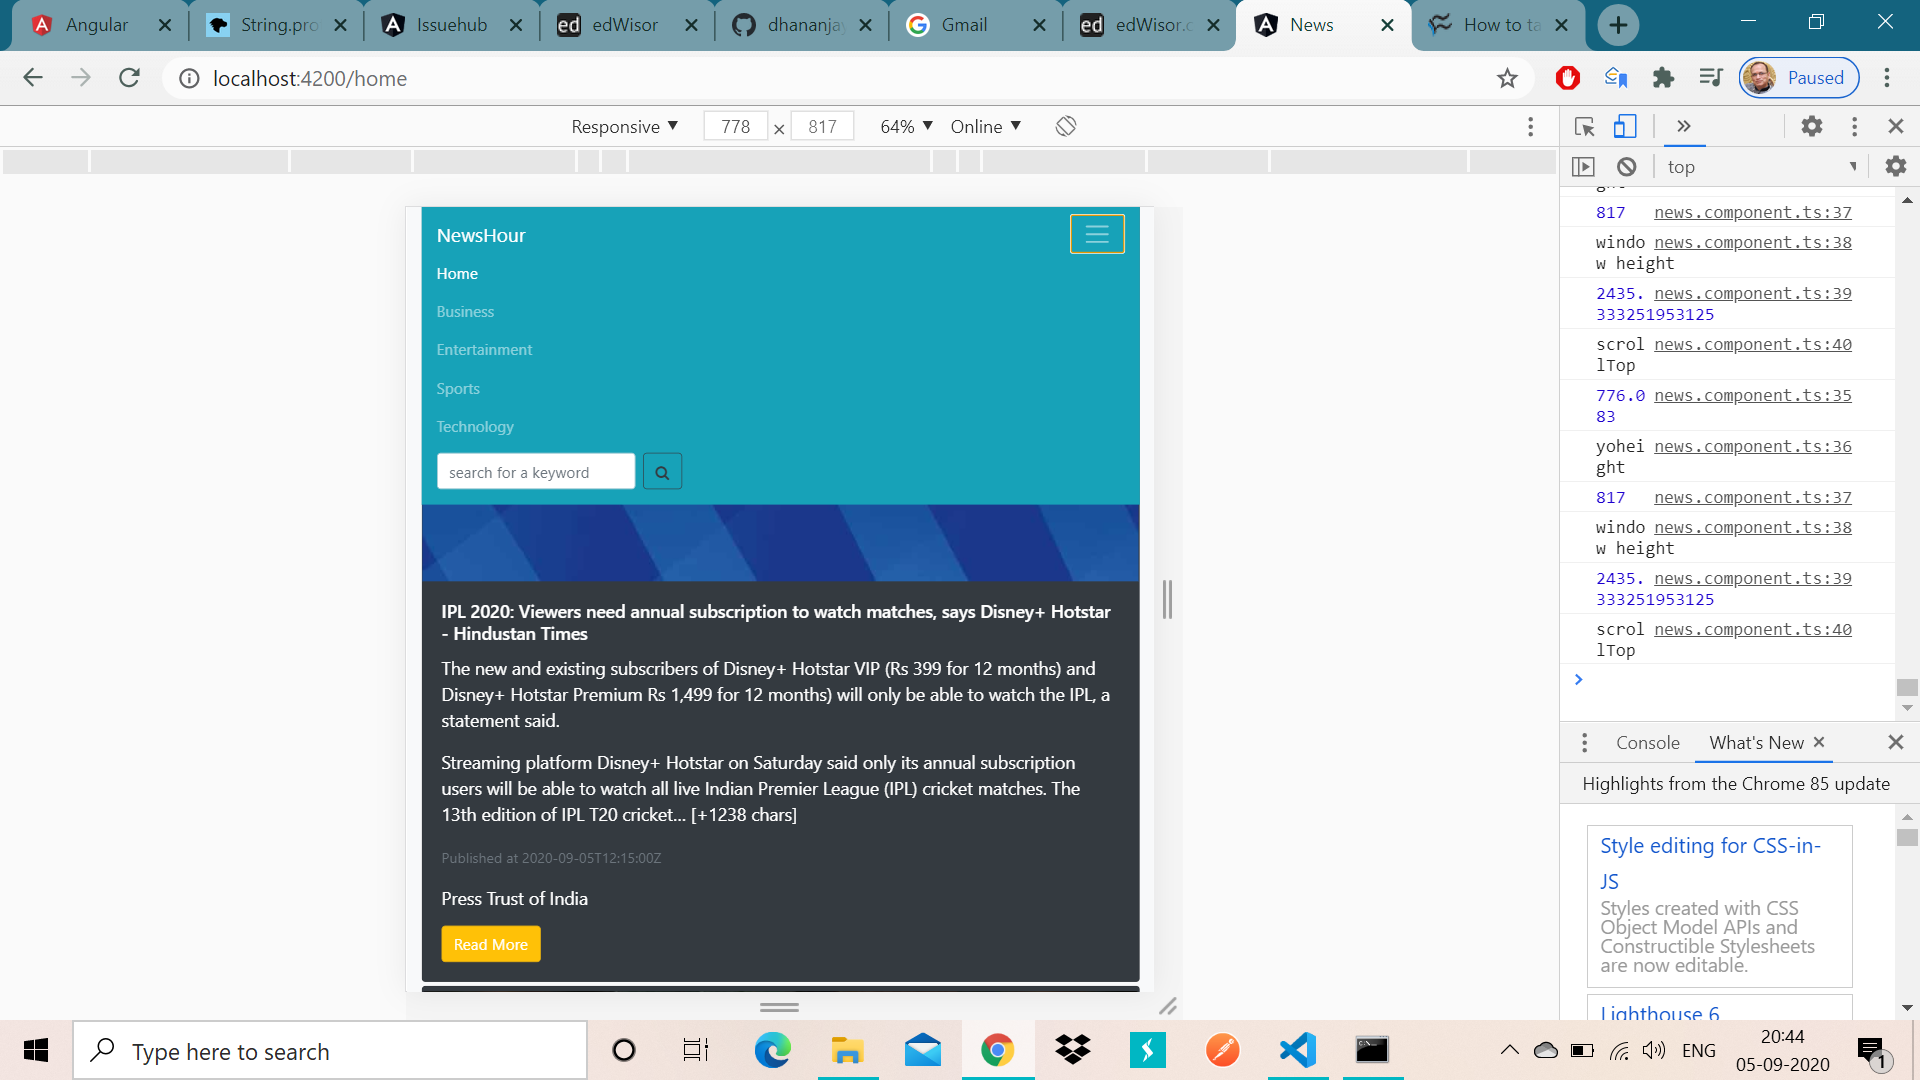 Angular
String.pro
Issuehub
edWisor
dhananjay
Gmail
edWisor.c
News
How to ta
localhost:4200/home
Paused
Responsive
778 × 817
64%
Online
top
817 news.component.ts:37
windo news.component.ts:38
w height
2435. news.component.ts:39
333251953125
scrol news.component.ts:40
lTop
776.0 news.component.ts:35
83
yohei news.component.ts:36
ght
817 news.component.ts:37
windo news.component.ts:38
w height
2435. news.component.ts:39
333251953125
scrol news.component.ts:40
lTop
NewsHour
Home
Business
Entertainment
Sports
Technology
search for a keyword
IPL 2020: Viewers need annual subscription to watch matches, says Disney+ Hotstar
- Hindustan Times
The new and existing subscribers of Disney+ Hotstar VIP (Rs 399 for 12 months) and
Disney+ Hotstar Premium Rs 1,499 for 12 months) will only be able to watch the IPL, a
statement said.
Streaming platform Disney+ Hotstar on Saturday said only its annual subscription
users will be able to watch all live Indian Premier League (IPL) cricket matches. The
13th edition of IPL T20 cricket... [+1238 chars]
Published at 2020-09-05T12:15:00Z
Press Trust of India
Read More
Console
What's New
Highlights from the Chrome 85 update
Style editing for CSS-in-
JS
Styles created with CSS
Object Model APIs and
Constructible Stylesheets
are now editable.
Lighthouse 6
Type here to search
ENG
20:44
05-09-2020
1